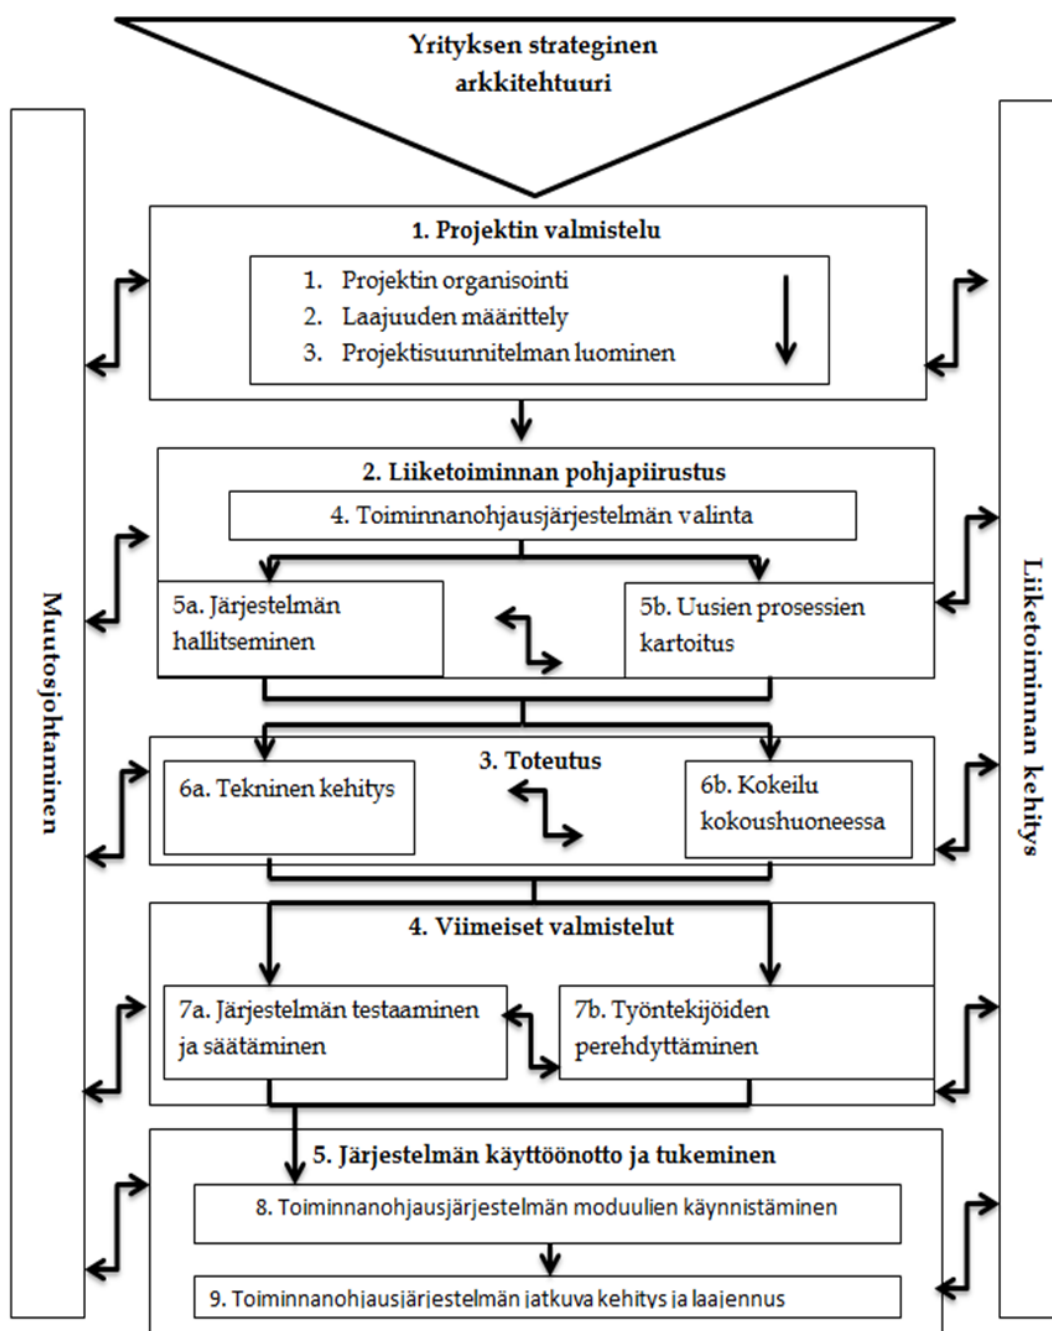 Yrityksen strateginen
arkkitehtuuri
Muutosjohtaminen
Liiketoiminnan kehitys
1. Projektin valmistelu
1. Projektin organisointi
2. Laajuuden määrittely
3. Projektisuunnitelman luominen
2. Liiketoiminnan pohjapiirustus
4. Toiminnanohjausjärjestelmän valinta
5a. Järjestelmän
hallitseminen
5b. Uusien prosessien
kartoitus
3. Toteutus
6a. Tekninen kehitys
6b. Kokeilu
kokoushuoneessa
4. Viimeiset valmistelut
7a. Järjestelmän testaaminen
ja säätäminen
7b. Työntekijöiden
perehdyttäminen
5. Järjestelmän käyttöönotto ja tukeminen
8. Toiminnanohjausjärjestelmän moduulien käynnistäminen
9. Toiminnanohjausjärjestelmän jatkuva kehitys ja laajennus